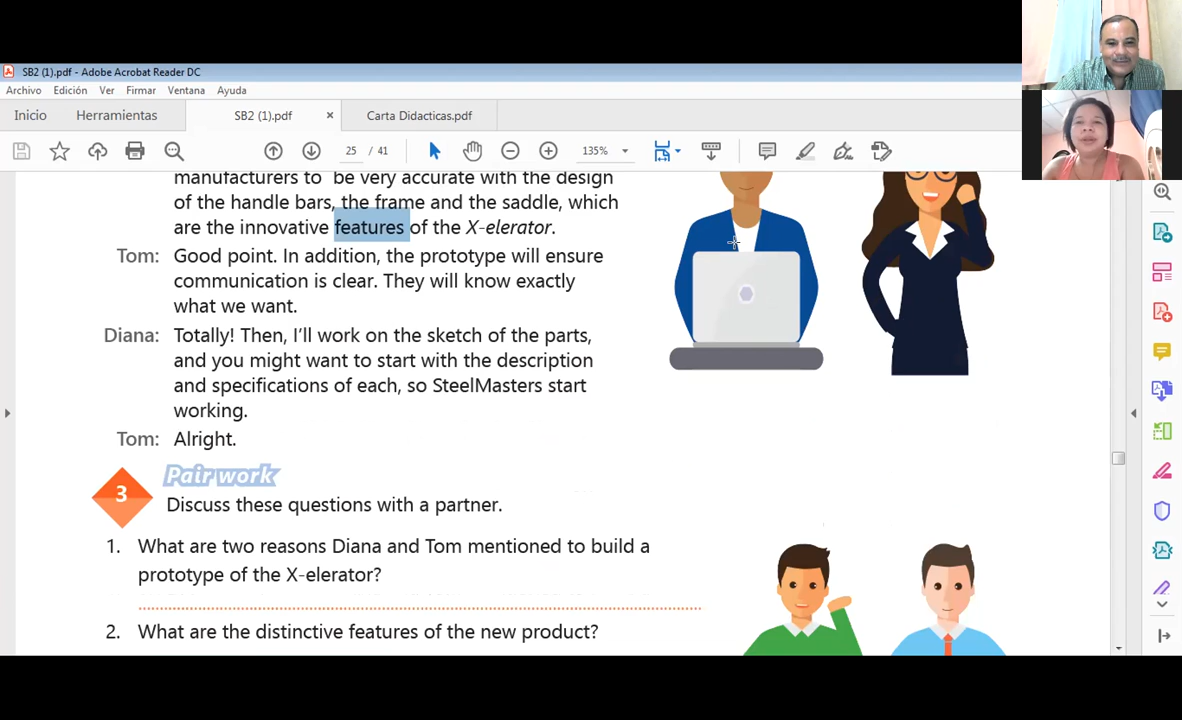 SB2 (1).pdf - Adobe Acrobat Reader DC
Archivo Edición Ver Firmar Ventana Ayuda
Inicio Herramientas SB2 (1).pdf × Carta Didacticas.pdf
25 / 41 135%
manufacturers to be very accurate with the design
of the handle bars, the frame and the saddle, which
are the innovative features of the X-elerator.
Tom: Good point. In addition, the prototype will ensure
communication is clear. They will know exactly
what we want.
Diana: Totally! Then, I'll work on the sketch of the parts,
and you might want to start with the description
and specifications of each, so SteelMasters start
working.
Tom: Alright.
3 Pair work
Discuss these questions with a partner.
1. What are two reasons Diana and Tom mentioned to build a
prototype of the X-elerator?
2. What are the distinctive features of the new product?